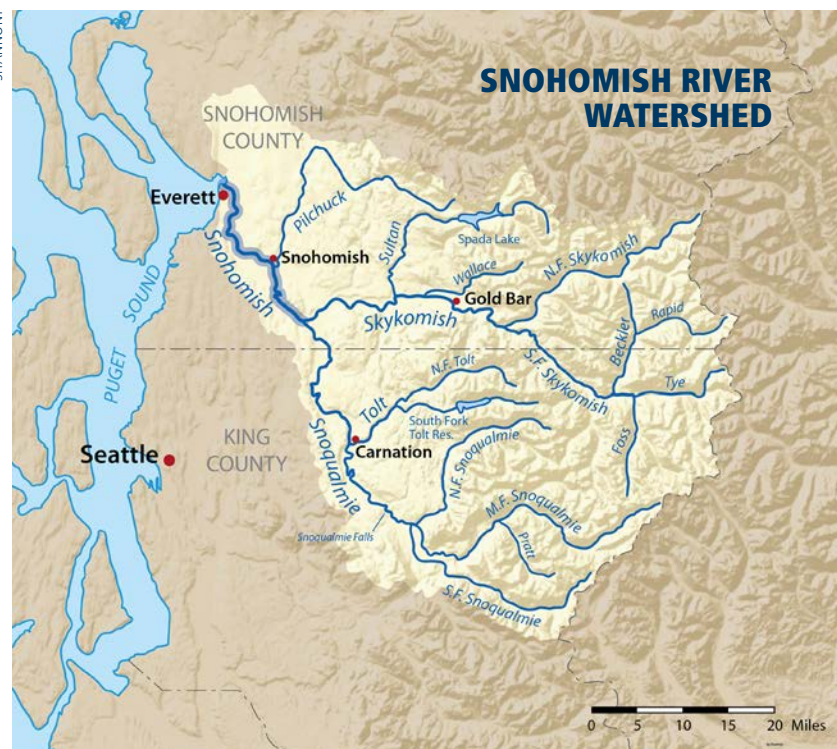 SNOHOMISH RIVER
WATERSHED
SNOHOMISH
COUNTY
Everett
Pilchuck
Sultan
Spada Lake
Snohomish
Snohomish
Wallace
N.F. Skykomish
Gold Bar
Skykomish
Beckler
Rapid
PUGET SOUND
S.F. Skykomish
Tye
N.F. Tolt
Tolt
South Fork
Tolt Res.
Foss
KING
COUNTY
Seattle
Carnation
Snoqualmie
N.F. Snoqualmie
M.F. Snoqualmie
Snoqualmie Falls
Pratt
S.F. Snoqualmie
0 5 10 15 20 Miles